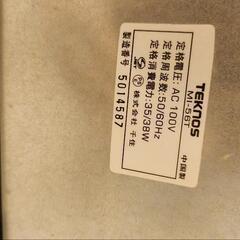 TEKNOS
MI-56T
定格電圧: AC 100V
定格周波数: 50/60Hz
定格消費電力: 35/38W
株式会社 千住
製造番号 5014587
中国製